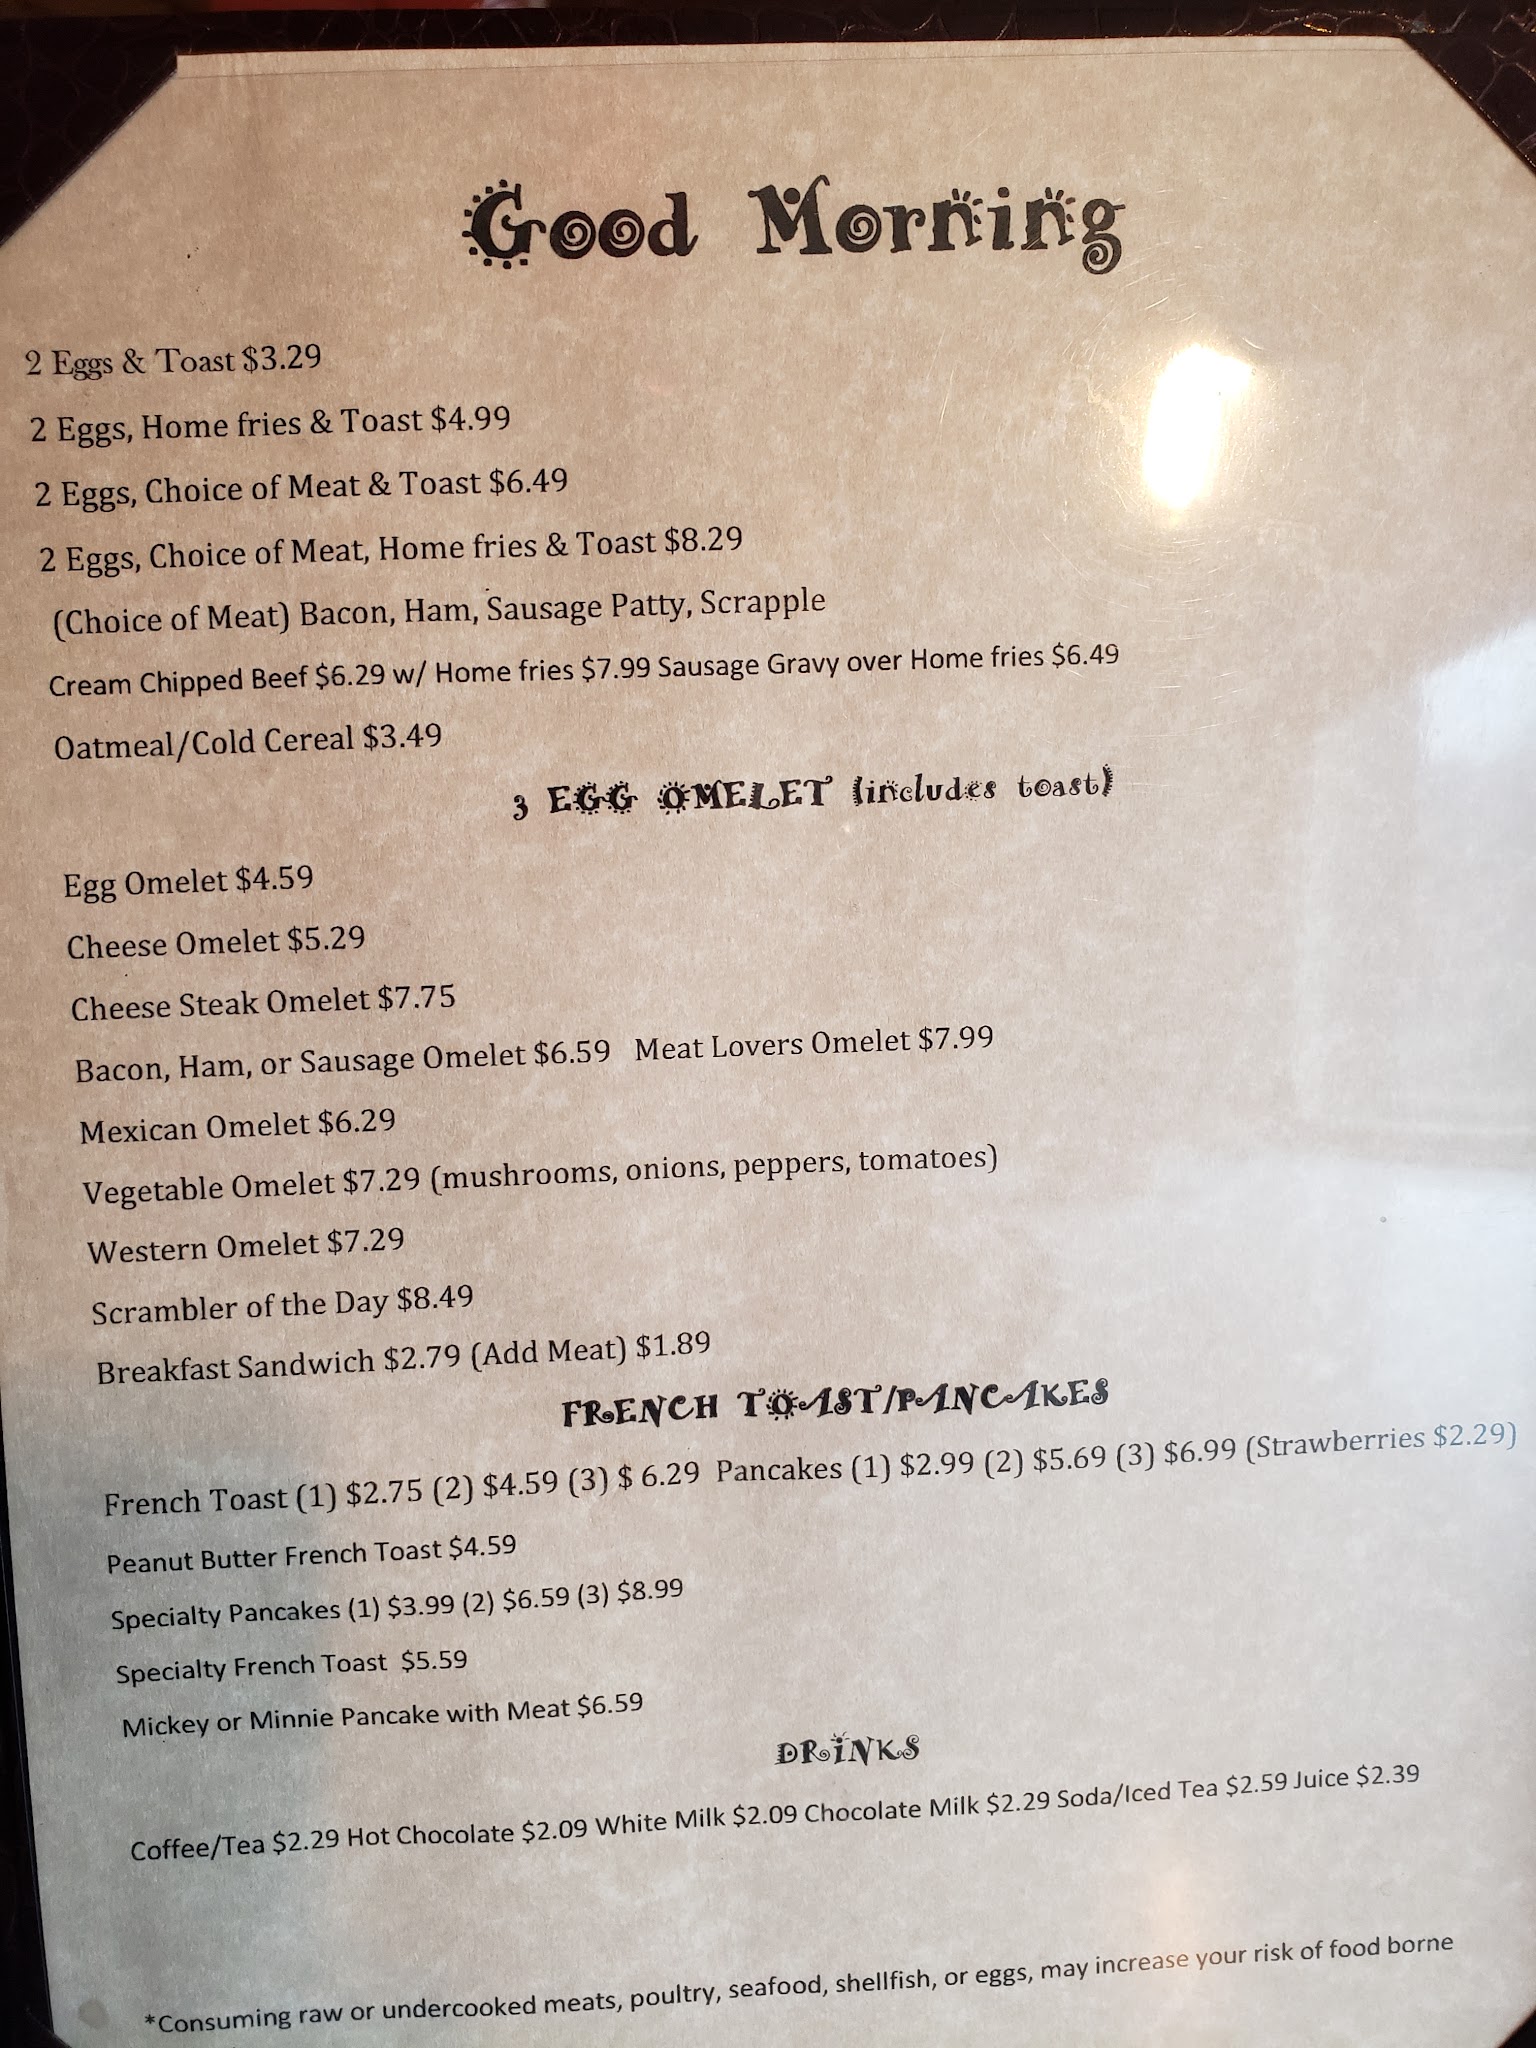 Good Morning
2 Eggs & Toast $3.29
2 Eggs, Home fries & Toast $4.99
2 Eggs, Choice of Meat & Toast $6.49
2 Eggs, Choice of Meat, Home fries & Toast $8.29
(Choice of Meat) Bacon, Ham, Sausage Patty, Scrapple
Cream Chipped Beef $6.29 w/ Home fries $7.99 Sausage Gravy over Home fries $6.49
Oatmeal/Cold Cereal $3.49
3 EGG OMELET (includes toast)
Egg Omelet $4.59
Cheese Omelet $5.29
Cheese Steak Omelet $7.75
Bacon, Ham, or Sausage Omelet $6.59 Meat Lovers Omelet $7.99
Mexican Omelet $6.29
Vegetable Omelet $7.29 (mushrooms, onions, peppers, tomatoes)
Western Omelet $7.29
Scrambler of the Day $8.49
Breakfast Sandwich $2.79 (Add Meat) $1.89
FRENCH TOAST/PANCAKES
French Toast (1) $2.75 (2) $4.59 (3) $ 6.29 Pancakes (1) $2.99 (2) $5.69 (3) $6.99 (Strawberries $2.29)
Peanut Butter French Toast $4.59
Specialty Pancakes (1) $3.99 (2) $6.59 (3) $8.99
Specialty French Toast $5.59
Mickey or Minnie Pancake with Meat $6.59
DRINKS
Coffee/Tea $2.29 Hot Chocolate $2.09 White Milk $2.09 Chocolate Milk $2.29 Soda/Iced Tea $2.59 Juice $2.39
*Consuming raw or undercooked meats, poultry, seafood, shellfish, or eggs, may increase your risk of food borne